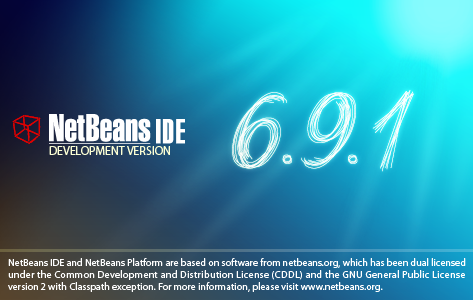 NetBeans IDE
DEVELOPMENT VERSION
6.9.1
NetBeans IDE and NetBeans Platform are based on software from netbeans.org, which has been dual licensed
under the Common Development and Distribution License (CDDL) and the GNU General Public License
version 2 with Classpath exception. For more information, please visit www.netbeans.org.